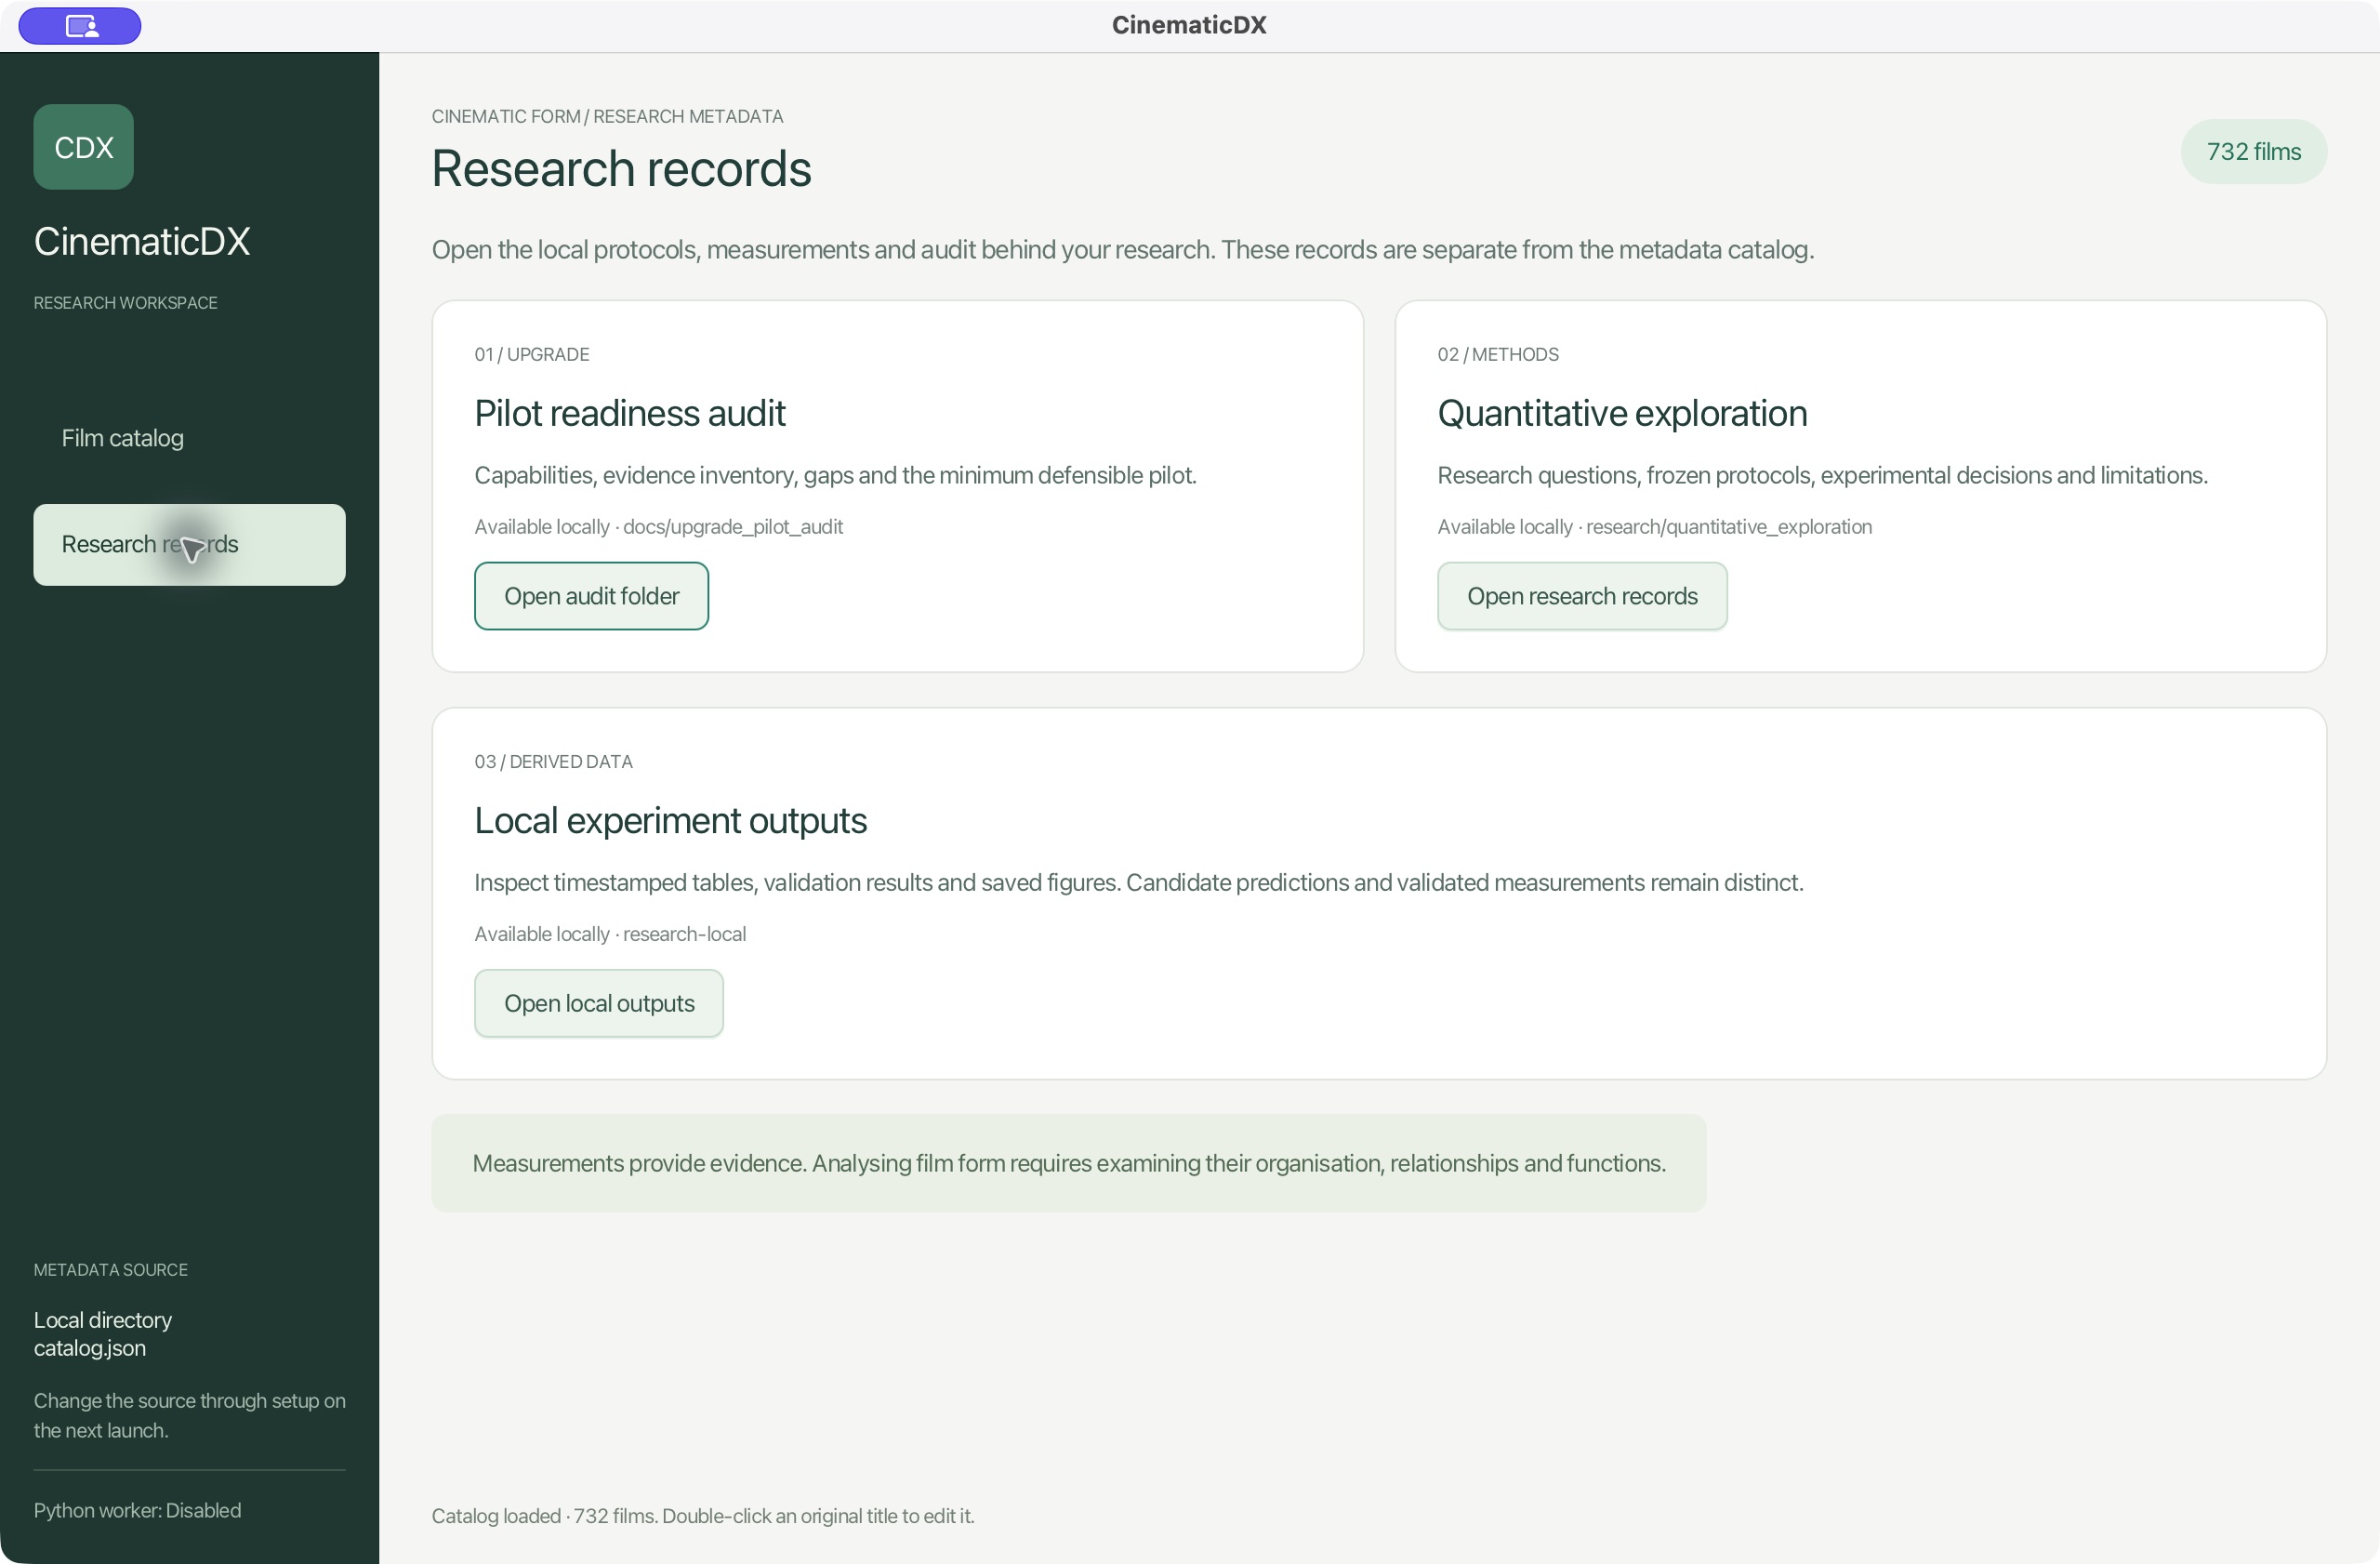 CinematicDX
CDX
CinematicDX
RESEARCH WORKSPACE
Film catalog
Research records
METADATA SOURCE
Local directory
catalog.json
Change the source through setup on
the next launch.
Python worker: Disabled
CINEMATIC FORM / RESEARCH METADATA
Research records
732 films
Open the local protocols, measurements and audit behind your research. These records are separate from the metadata catalog.
01 / UPGRADE
Pilot readiness audit
Capabilities, evidence inventory, gaps and the minimum defensible pilot.
Available locally · docs/upgrade_pilot_audit
Open audit folder
02 / METHODS
Quantitative exploration
Research questions, frozen protocols, experimental decisions and limitations.
Available locally · research/quantitative_exploration
Open research records
03 / DERIVED DATA
Local experiment outputs
Inspect timestamped tables, validation results and saved figures. Candidate predictions and validated measurements remain distinct.
Available locally · research-local
Open local outputs
Measurements provide evidence. Analysing film form requires examining their organisation, relationships and functions.
Catalog loaded · 732 films. Double-click an original title to edit it.